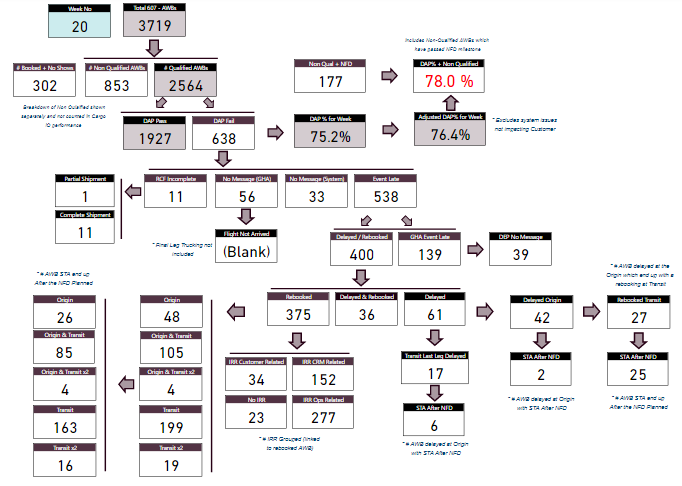 Week No
20
Total 607 - AWBs
3719
Includes Non-Qualified AWBs which
have passed NFD milestone
# Booked + No Shows
302
# Non Qualified AWBs
853
# Qualified AWBs
2564
Non Qual + NFD
177
DAP% + Non Qualified
78.0 %
Breakdown of Non Qulaified shown
separately and not counted in Cargo
IQ performance.
DAP Pass
1927
DAP Fail
638
DAP % for Week
75.2%
Adjusted DAP% for Week
76.4%
* Excludes system issues
not impacting Customer
Partial Shipment
1
Complete Shipment
11
RCF Incomplete
11
No Message (GHA)
56
No Message (System)
33
Event Late
538
* Final Leg Trucking not
included
Flight Not Arrived
(Blank)
Delayed / Rebooked
400
GHA Event Late
139
DEP No Message
39
* # AWB STA end up
After the NFD Planned
* # AWB delayed at the
Origin which end up with a
rebooking at Transit
Origin
26
Origin & Transit
85
Origin & Transit x2
4
Transit
163
Transit x2
16
Origin
48
Origin & Transit
105
Origin & Transit x2
4
Transit
199
Transit x2
19
Rebooked
375
Delayed & Rebooked
36
Delayed
61
Delayed Origin
42
Rebooked Transit
27
IRR Customer Related
34
IRR CRM Related
152
No IRR
23
IRR Ops Related
277
* # IRR Grouped (linked
to rebooked AWB)
Transit Last Leg Delayed
17
STA After NFD
6
* # AWB delayed at Origin
with STA After NFD
STA After NFD
2
* # AWB delayed at Origin
with STA After NFD
STA After NFD
25
* # AWB STA end up
After the NFD Planned